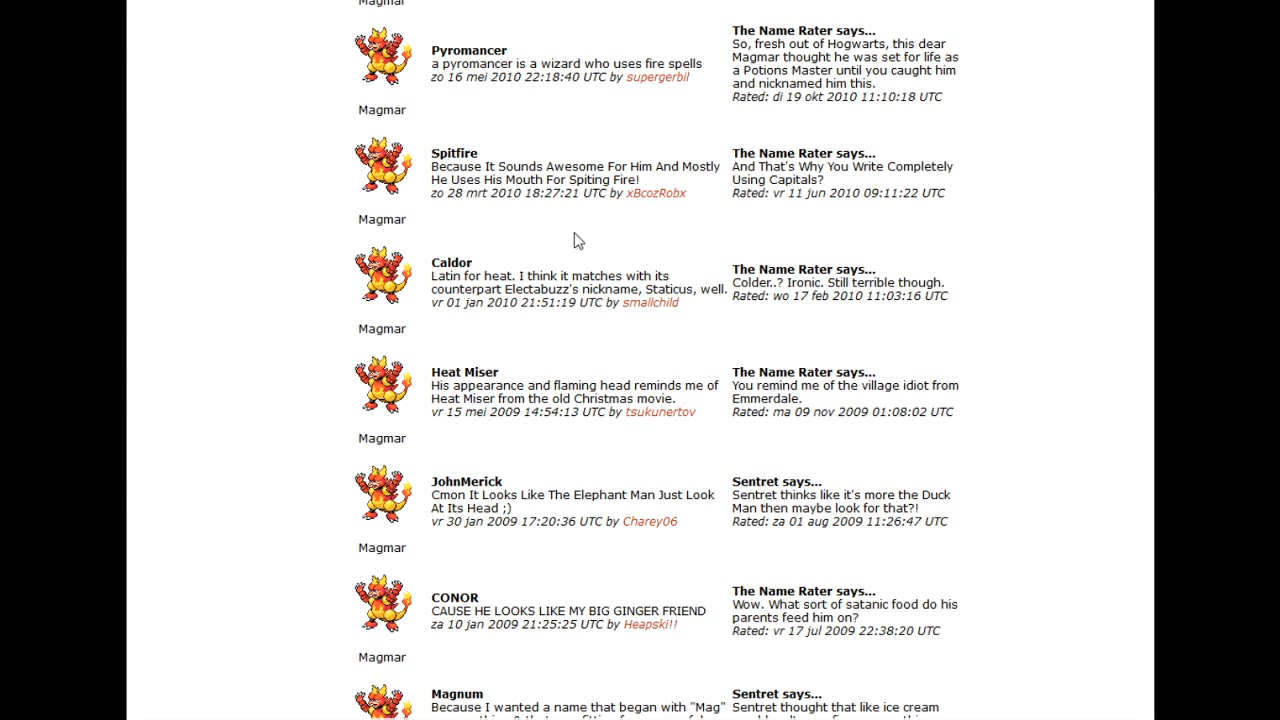 Magmar
Pyromancer
a pyromancer is a wizard who uses fire spells
zo 16 mei 2010 22:18:40 UTC by supergerbil
The Name Rater says...
So, fresh out of Hogwarts, this dear
Magmar thought he was set for life as
a Potions Master until you caught him
and nicknamed him this.
Rated: di 19 okt 2010 11:10:18 UTC
Magmar
Spitfire
Because It Sounds Awesome For Him And Mostly
He Uses His Mouth For Spiting Fire!
zo 28 mrt 2010 18:27:21 UTC by xBcozRobx
The Name Rater says...
And That's Why You Write Completely
Using Capitals?
Rated: vr 11 jun 2010 09:11:22 UTC
Magmar
Caldor
Latin for heat. I think it matches with its
counterpart Electabuzz's nickname, Staticus, well.
vr 01 jan 2010 21:51:19 UTC by smallchild
The Name Rater says...
Colder..? Ironic. Still terrible though.
Rated: wo 17 feb 2010 11:03:16 UTC
Magmar
Heat Miser
His appearance and flaming head reminds me of
Heat Miser from the old Christmas movie.
vr 15 mei 2009 14:54:13 UTC by tsukunertov
The Name Rater says...
You remind me of the village idiot from
Emmerdale.
Rated: ma 09 nov 2009 01:08:02 UTC
Magmar
JohnMerick
Cmon It Looks Like The Elephant Man Just Look
At Its Head ;)
vr 30 jan 2009 17:20:36 UTC by Charey06
Sentret says...
Sentret thinks like it's more the Duck
Man then maybe look for that?!
Rated: za 01 aug 2009 11:26:47 UTC
Magmar
CONOR
CAUSE HE LOOKS LIKE MY BIG GINGER FRIEND
za 10 jan 2009 21:25:25 UTC by Heapski!!
The Name Rater says...
Wow. What sort of satanic food do his
parents feed him on?
Rated: vr 17 jul 2009 22:38:20 UTC
Magmar
Magnum
Because I wanted a name that began with "Mag"
Sentret says...
Sentret thought that like ice cream